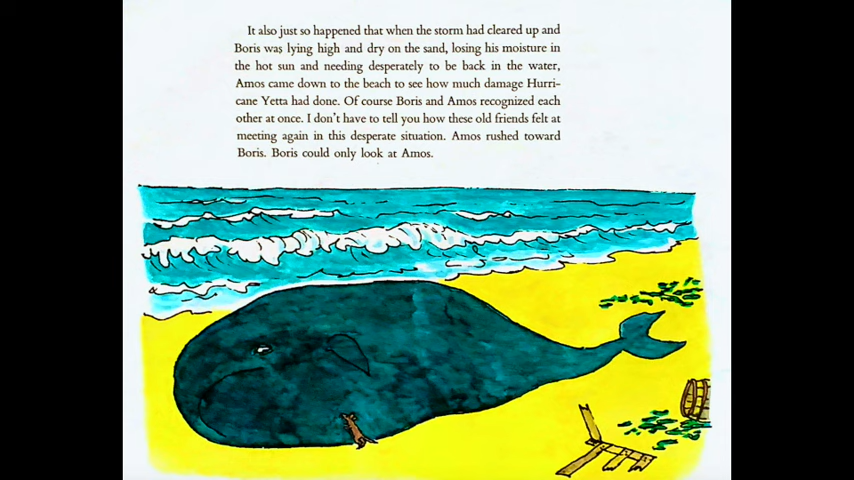 It also just so happened that when the storm had cleared up and
Boris was lying high and dry on the sand, losing his moisture in
the hot sun and needing desperately to be back in the water,
Amos came down to the beach to see how much damage Hurri-
cane Yetta had done. Of course Boris and Amos recognized each
other at once. I don't have to tell you how these old friends felt at
meeting again in this desperate situation. Amos rushed toward
Boris. Boris could only look at Amos.